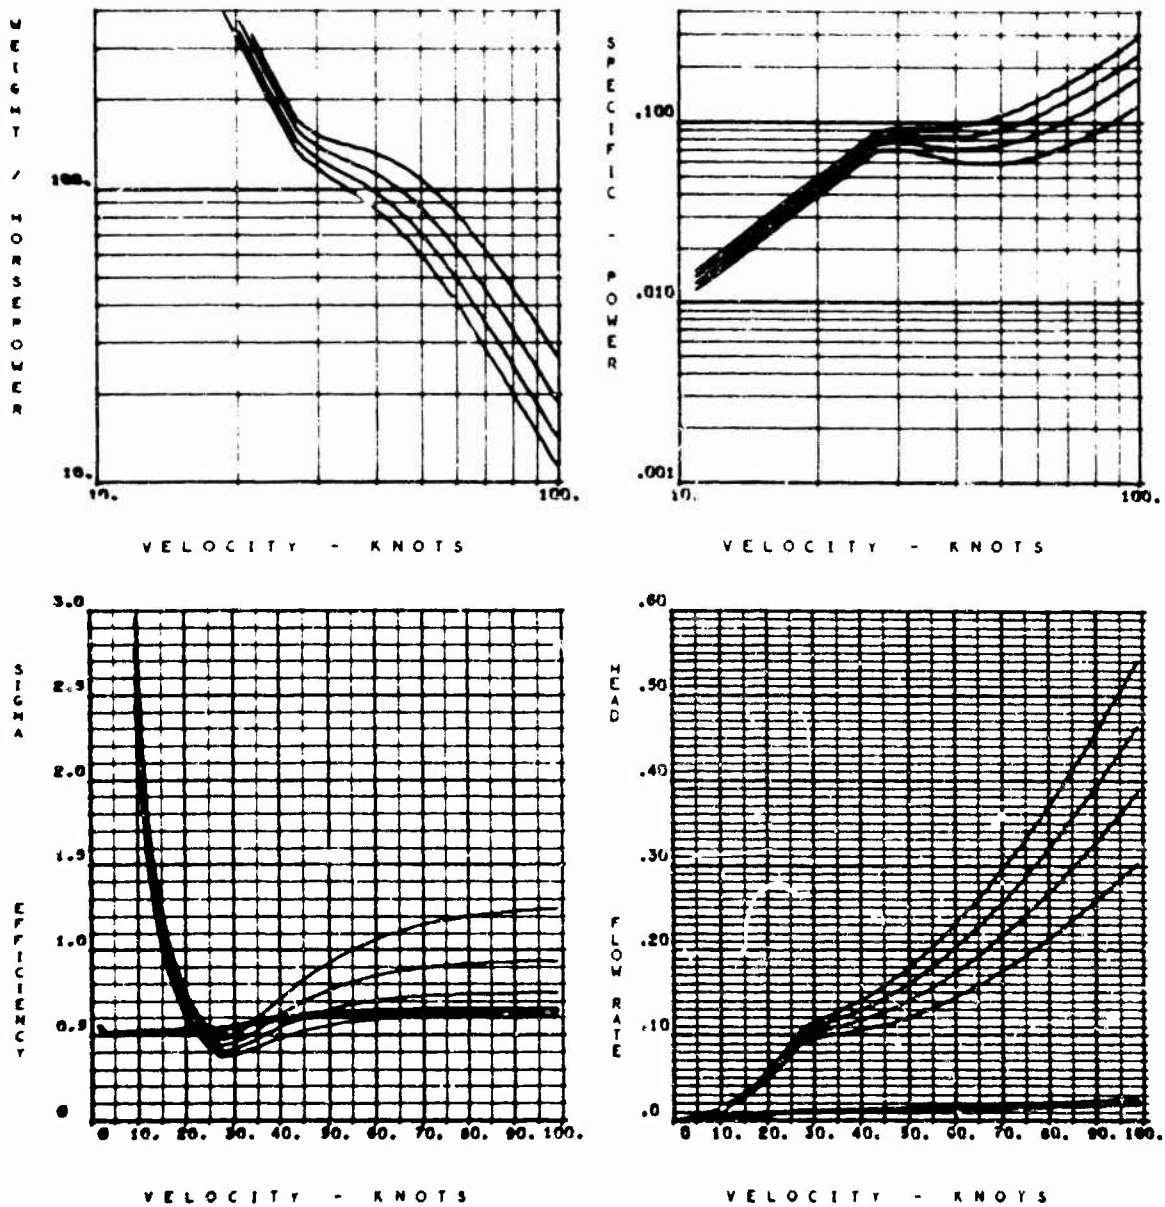 WEIGHT / HORSEPOWER
100.
10.
10.
100.
VELOCITY - KNOTS
SPECIFIC - POWER
.100
.010
.001
10.
100.
VELOCITY - KNOTS
SIGMA
EFFICIENCY
3.0
2.5
2.0
1.5
1.0
0.5
0
0 10. 20. 30. 40. 50. 60. 70. 80. 90. 100.
VELOCITY - KNOTS
HEAD
FLOW RATE
.60
.50
.40
.30
.20
.10
.0
0 10. 20. 30. 40. 50. 60. 70. 80. 90. 100.
VELOCITY - KNOTS